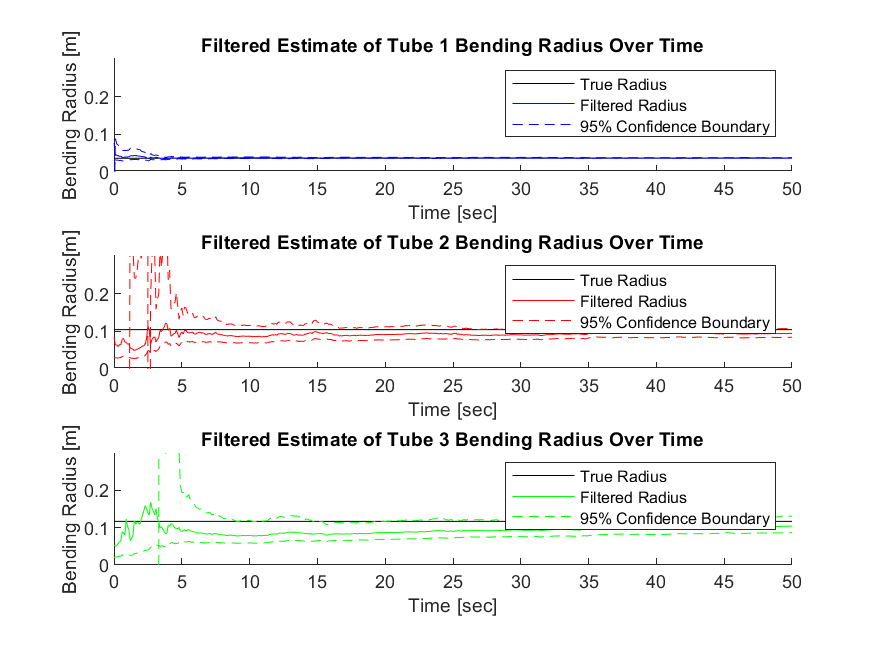 Filtered Estimate of Tube 1 Bending Radius Over Time
Bending Radius [m]
0.2
0.1
0
True Radius
Filtered Radius
95% Confidence Boundary
0 5 10 15 20 25 30 35 40 45 50
Time [sec]
Filtered Estimate of Tube 2 Bending Radius Over Time
Bending Radius[m]
0.2
0.1
0
True Radius
Filtered Radius
95% Confidence Boundary
0 5 10 15 20 25 30 35 40 45 50
Time [sec]
Filtered Estimate of Tube 3 Bending Radius Over Time
Bending Radius [m]
0.2
0.1
0
True Radius
Filtered Radius
95% Confidence Boundary
0 5 10 15 20 25 30 35 40 45 50
Time [sec]